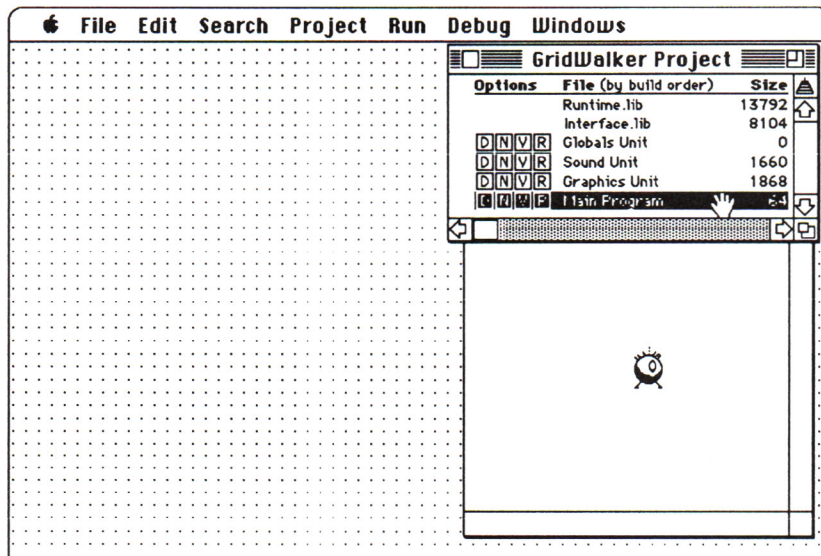 File Edit Search Project Run Debug Windows
GridWalker Project
Options File (by build order) Size
Runtime.lib 13792
Interface.lib 8104
D N V R Globals Unit 0
D N V R Sound Unit 1660
D N V R Graphics Unit 1868
Main Program 64